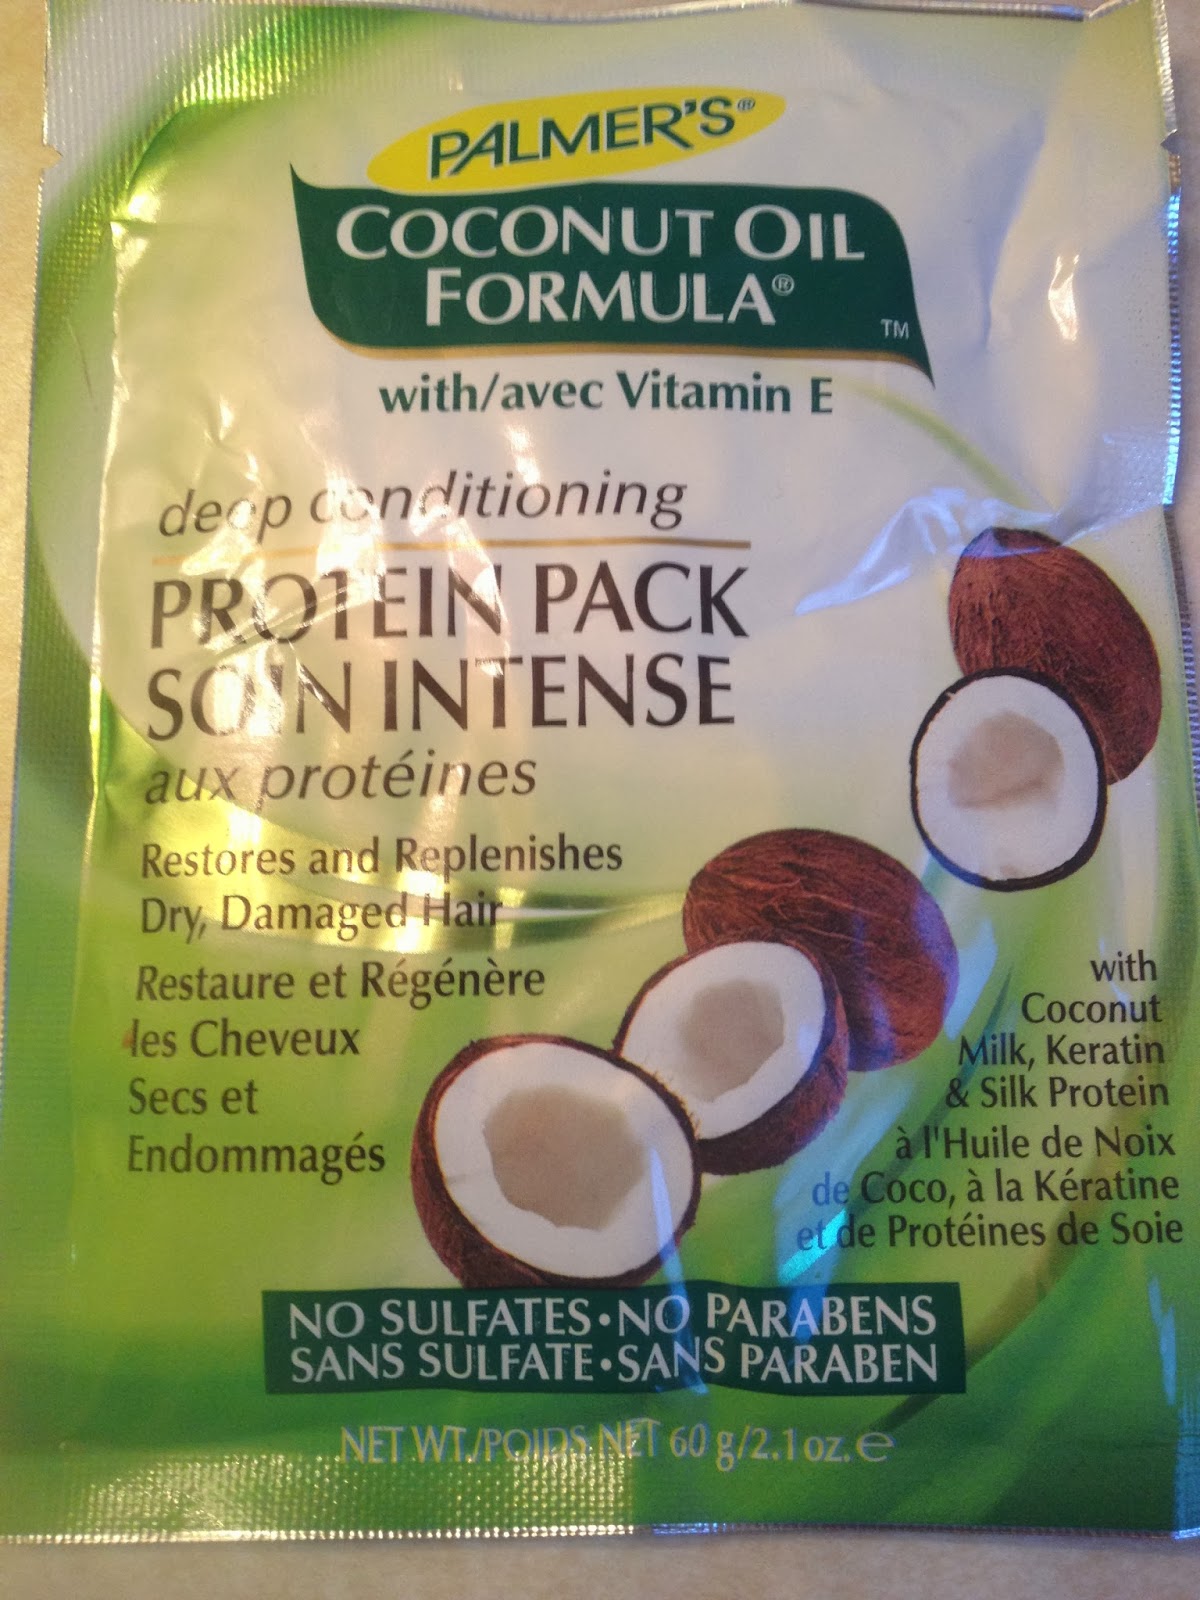 PALMER'S®
COCONUT OIL
FORMULA®
TM
with/avec Vitamin E
deep conditioning
PROTEIN PACK
SOIN INTENSE
aux protéines
Restores and Replenishes
Dry, Damaged Hair
Restaure et Régénère
les Cheveux
Secs et
Endommagés
with
Coconut
Milk, Keratin
& Silk Protein
à l'Huile de Noix
de Coco, à la Kératine
et de Protéines de Soie
NO SULFATES•NO PARABENS
SANS SULFATE•SANS PARABEN
NET WT./POIDS NET 60 g/2.1 oz. ℮